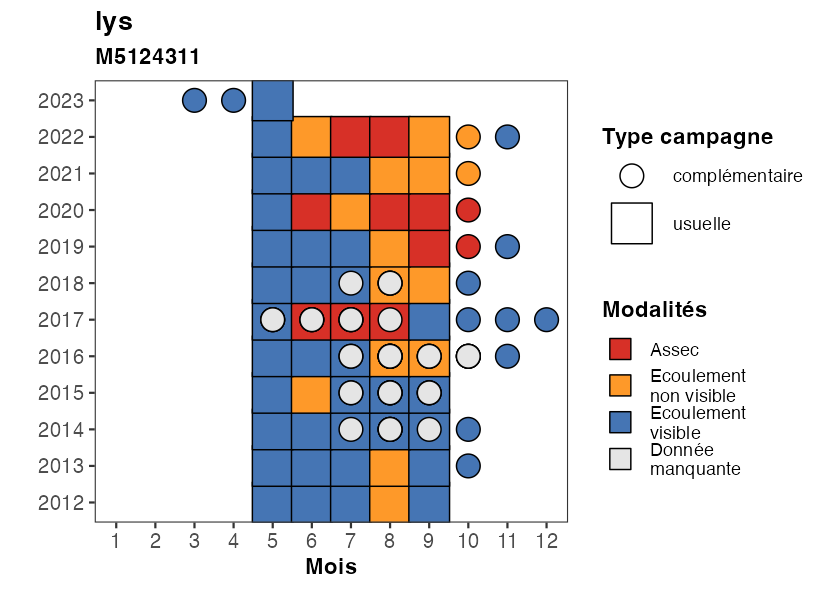 lys
M5124311
2023
2022
2021
2020
2019
2018
2017
2016
2015
2014
2013
2012
1 2 3 4 5 6 7 8 9 10 11 12
Mois
Type campagne
complémentaire
usuelle
Modalités
Assec
Ecoulement
non visible
Ecoulement
visible
Donnée
manquante